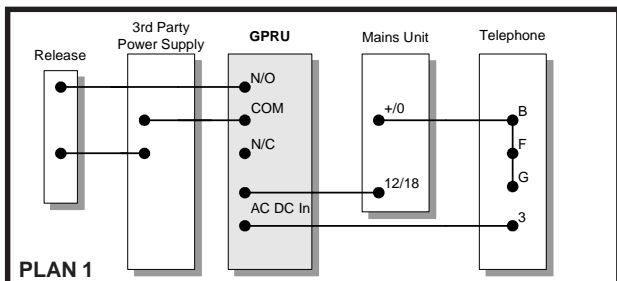 Release
3rd Party
Power Supply
GPRU
Mains Unit
Telephone
N/O
COM
N/C
AC DC In
+/0
12/18
B
F
G
3
PLAN 1